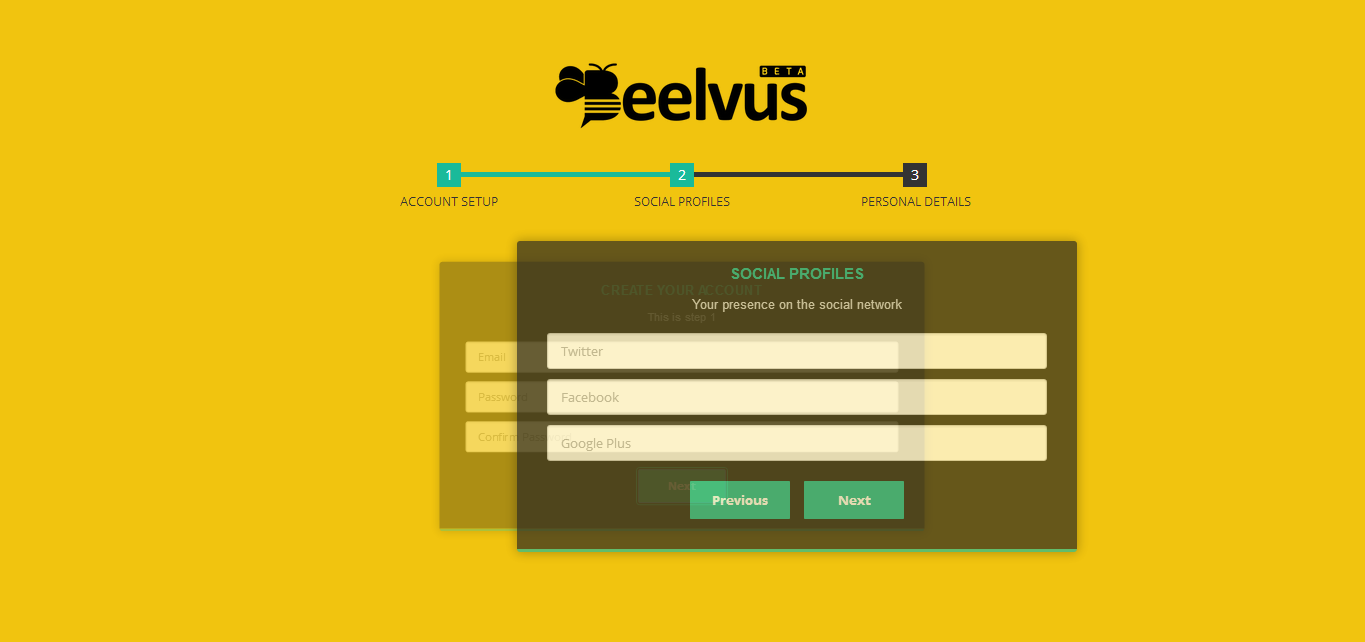 BETA
Beelvus
1 2 3
ACCOUNT SETUP SOCIAL PROFILES PERSONAL DETAILS
SOCIAL PROFILES
CREATE YOUR ACCOUNT
Your presence on the social network
This is step 1
Twitter
Email
Facebook
Password
Confirm Password
Google Plus
Next
Previous Next